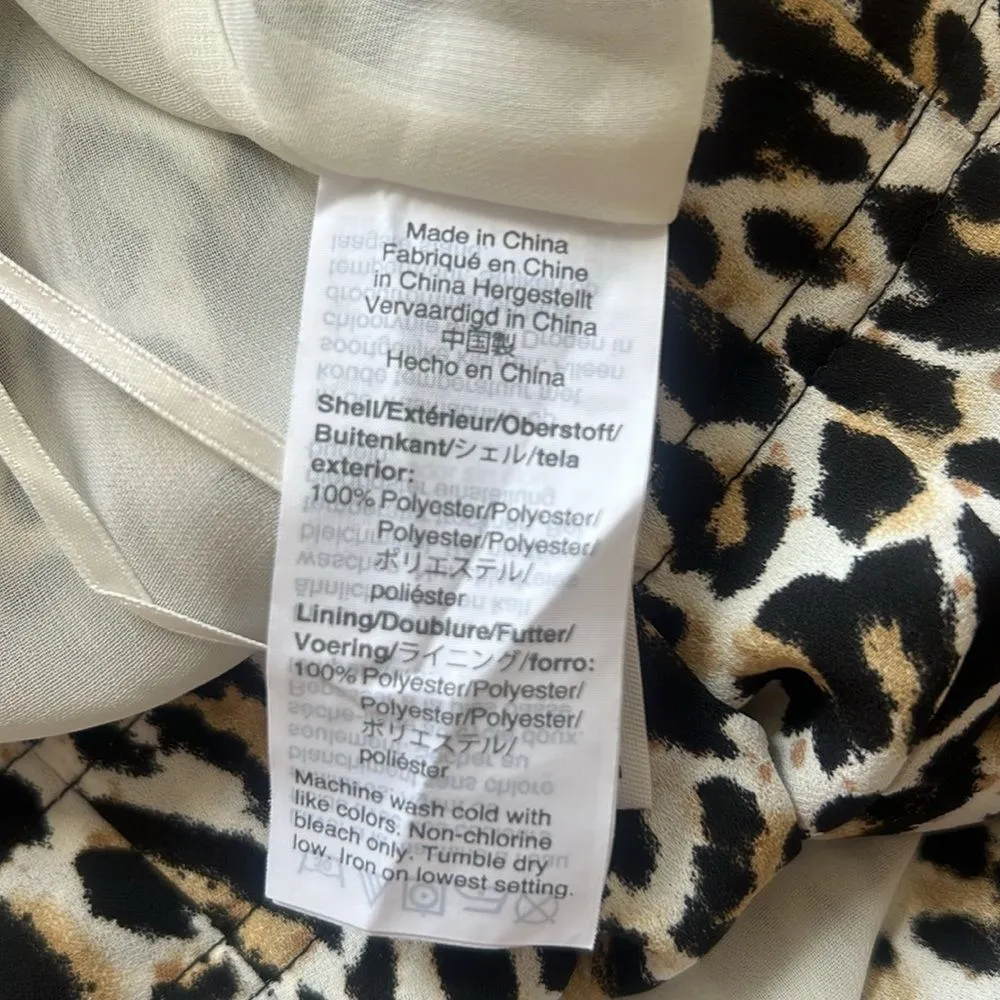 Made in China
Fabriqué en Chine
in China Hergestellt
Vervaardigd in China
中国製
Hecho en China
Shell/Extérieur/Oberstoff/
Buitenkant/シェル/tela
exterior:
100% Polyester/Polyester/
Polyester/Polyester/
ポリエステル/
poliéster
Lining/Doublure/Futter/
Voering/ライニング/forro:
100% Polyester/Polyester/
Polyester/Polyester/
ポリエステル/
poliéster
Machine wash cold with
like colors. Non-chlorine
bleach only. Tumble dry
low. Iron on lowest setting.